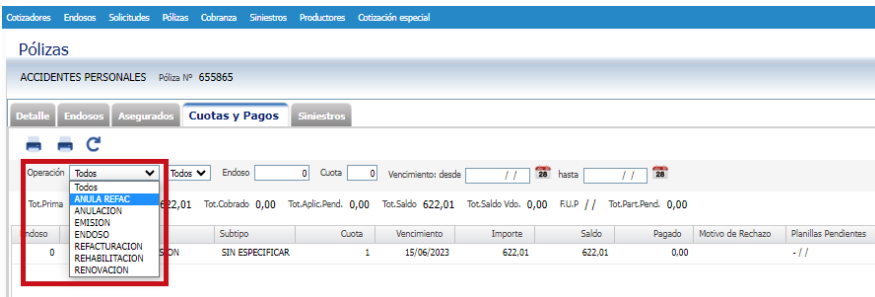 Cotizadores Endosos Solicitudes Pólizas Cobranza Siniestros Productores Cotización especial
Pólizas
ACCIDENTES PERSONALES Póliza Nº 655865
Detalle Endosos Asegurados Cuotas y Pagos Siniestros
Operación Todos Todos Endoso 0 Cuota 0 Vencimiento: desde / / 28 hasta / / 28
Todos
ANULA REFAC
ANULACION
EMISION
ENDOSO
REFACTURACION
REHABILITACION
RENOVACION
Tot.Prima 622,01 Tot.Cobrado 0,00 Tot.Aplic.Pend. 0,00 Tot.Saldo 622,01 Tot.Saldo Vdo. 0,00 F.U.P / / Tot.Part.Pend. 0,00
Endoso Subtipo Cuota Vencimiento Importe Saldo Pagado Motivo de Rechazo Planillas Pendientes
0 SIN ESPECIFICAR 1 15/06/2023 622,01 622,01 0,00 - / /